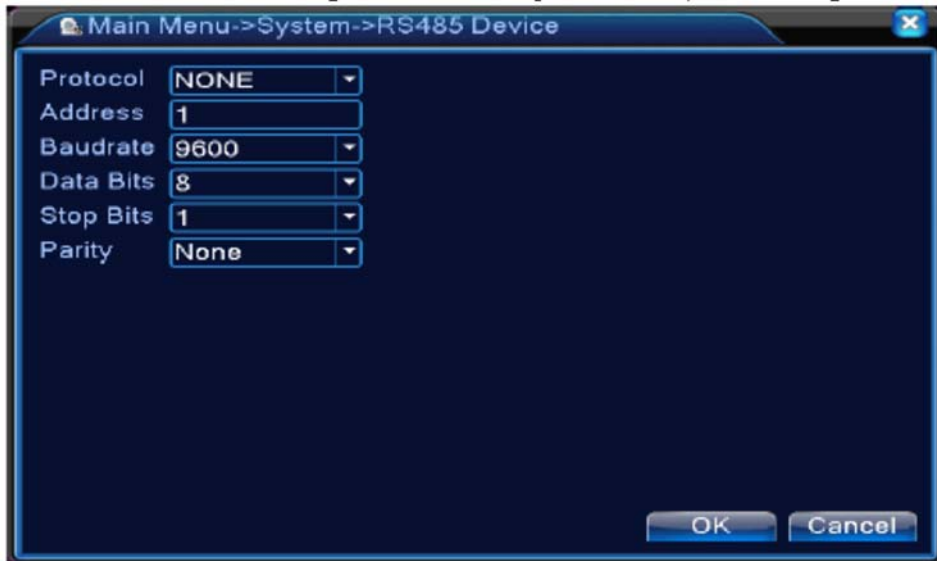 Main Menu->System->RS485 Device
Protocol NONE
Address 1
Baudrate 9600
Data Bits 8
Stop Bits 1
Parity None
OK Cancel